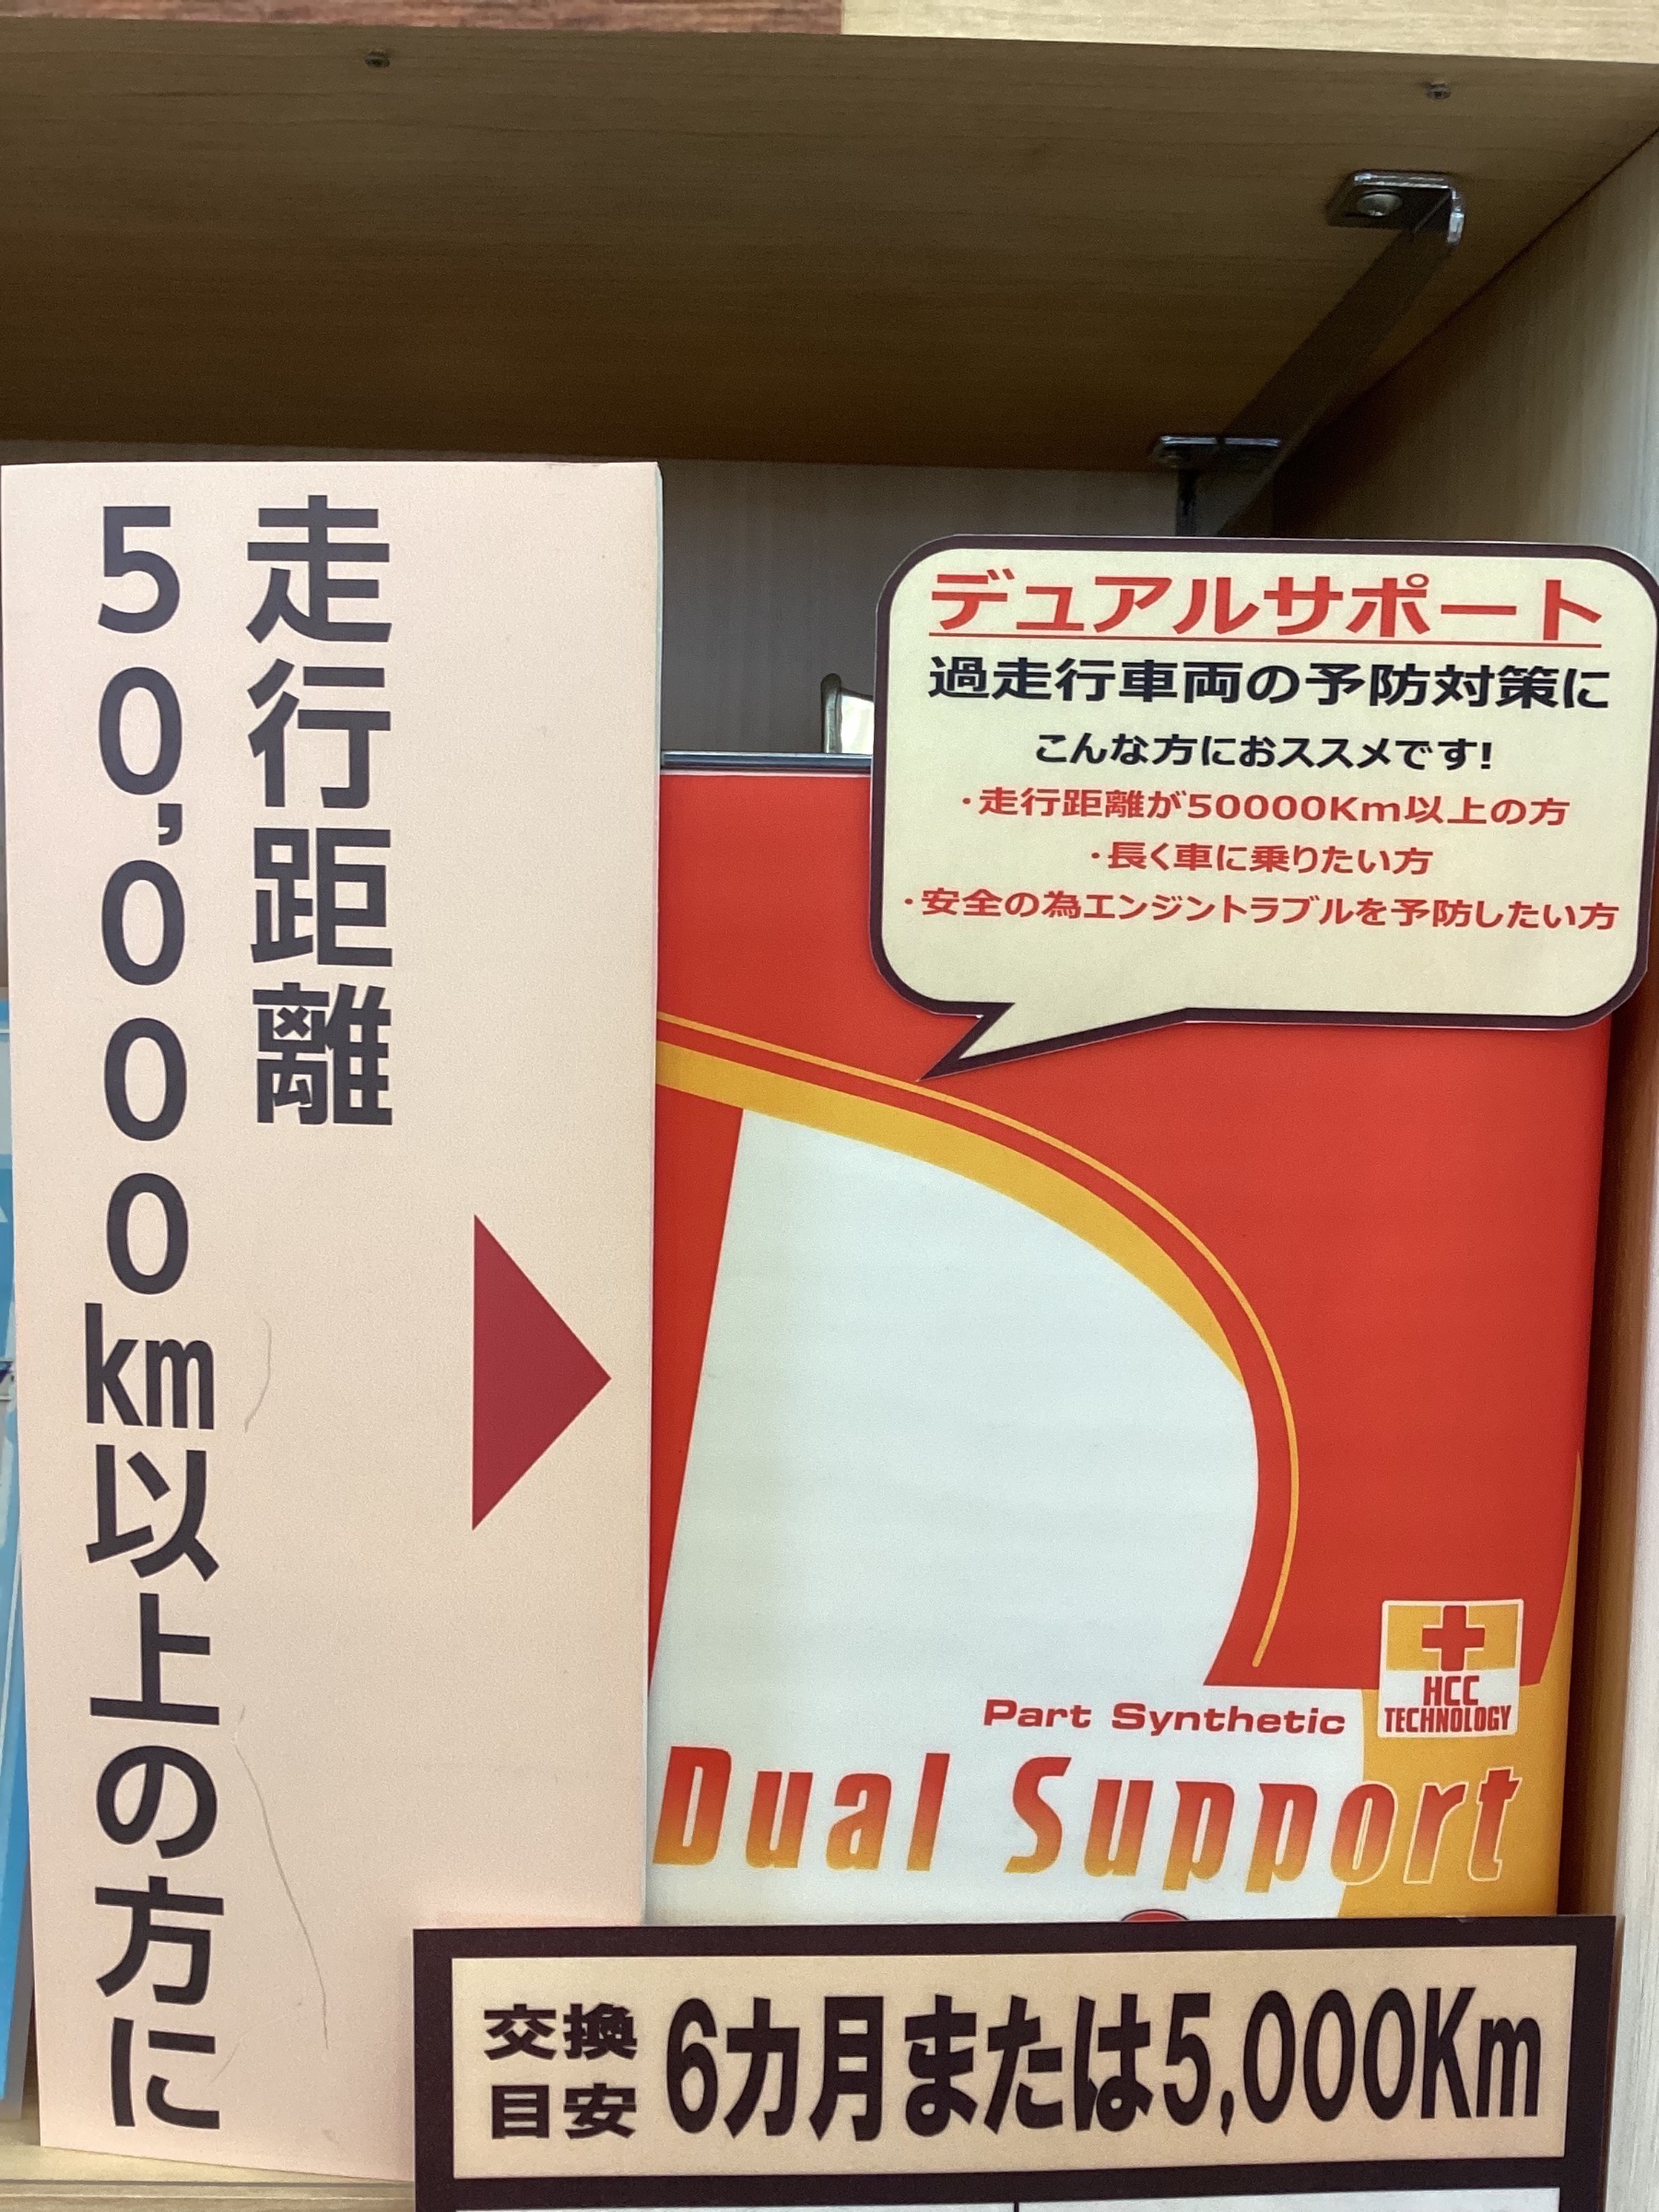 走行距離
50,000km以上の方に
デュアルサポート
過走行車両の予防対策に
こんな方におススメです!
・走行距離が50000Km以上の方
・長く車に乗りたい方
・安全の為エンジントラブルを予防したい方
HCC
TECHNOLOGY
Part Synthetic
Dual Support
交換
目安
6カ月または5,000Km